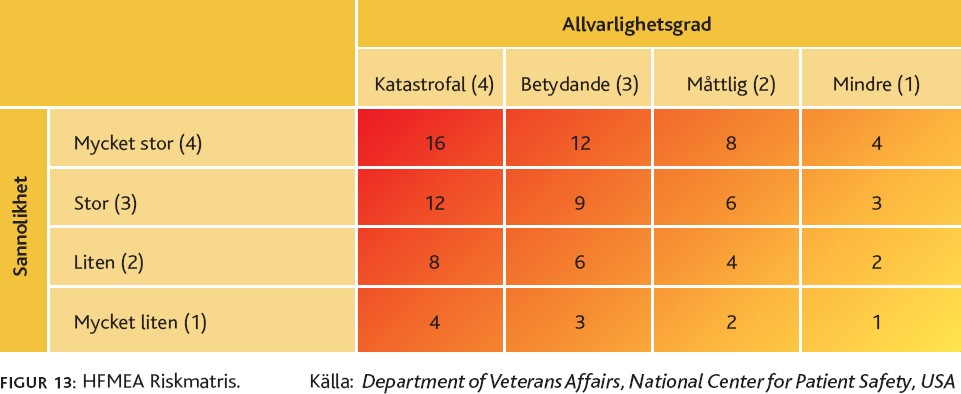 Allvarlighetsgrad
Katastrofal (4) Betydande (3) Måttlig (2) Mindre (1)
Sannolikhet
Mycket stor (4) 16 12 8 4
Stor (3) 12 9 6 3
Liten (2) 8 6 4 2
Mycket liten (1) 4 3 2 1
FIGUR 13: HFMEA Riskmatris. Källa: Department of Veterans Affairs, National Center for Patient Safety, USA